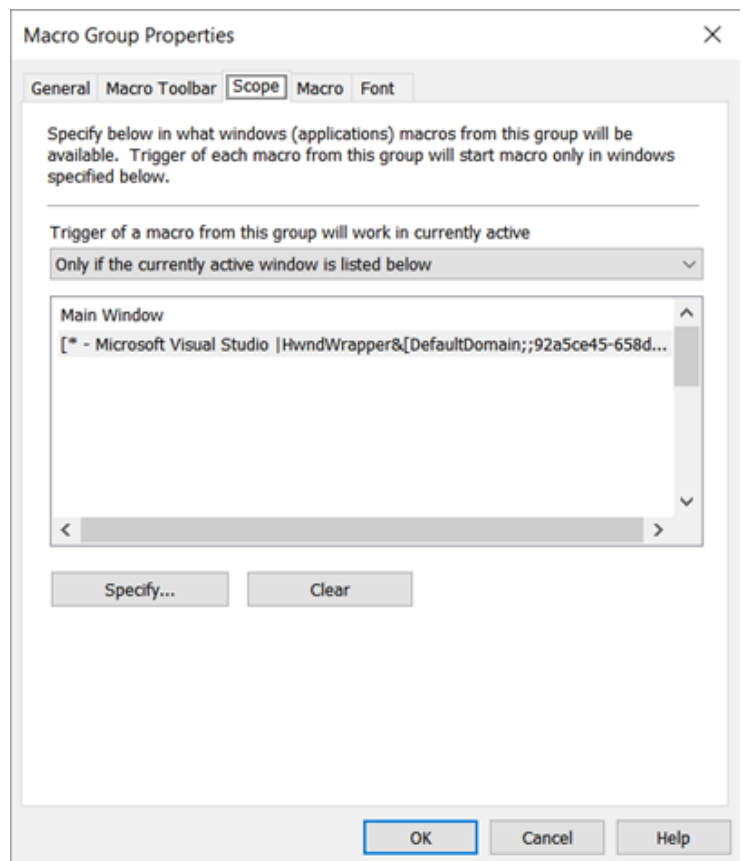 Macro Group Properties
General Macro Toolbar Scope Macro Font
Specify below in what windows (applications) macros from this group will be
available. Trigger of each macro from this group will start macro only in windows
specified below.
Trigger of a macro from this group will work in currently active
Only if the currently active window is listed below
Main Window
[* - Microsoft Visual Studio |HwndWrapper&[DefaultDomain;;92a5ce45-658d...
Specify... Clear
OK Cancel Help